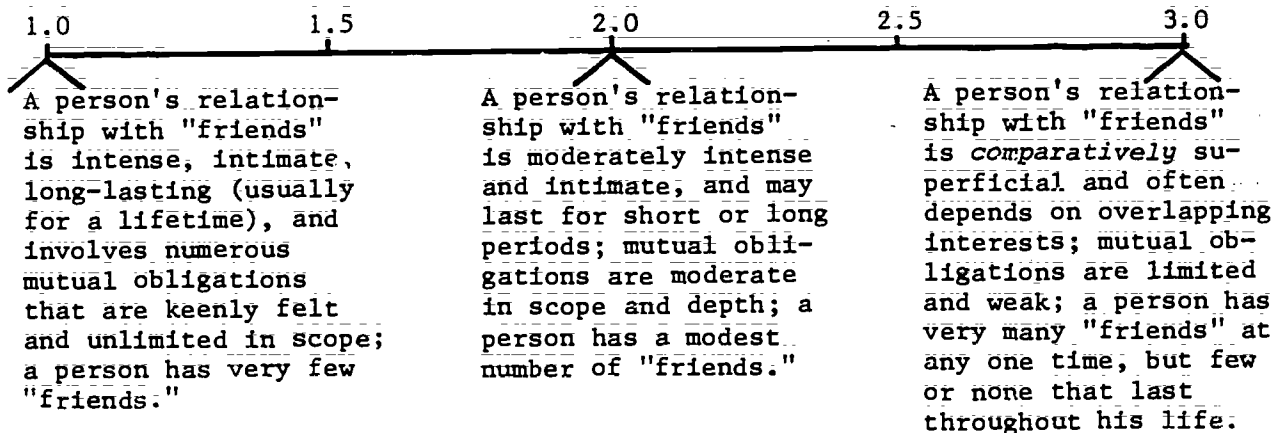 1.0 1.5 2.0 2.5 3.0
A person's relation-
ship with "friends"
is intense, intimate,
long-lasting (usually
for a lifetime), and
involves numerous
mutual obligations
that are keenly felt
and unlimited in scope;
a person has very few
"friends."
A person's relation-
ship with "friends"
is moderately intense
and intimate, and may
last for short or long
periods; mutual obli-
gations are moderate
in scope and depth; a
person has a modest
number of "friends."
A person's relation-
ship with "friends"
is comparatively su-
perficial and often
depends on overlapping
interests; mutual ob-
ligations are limited
and weak; a person has
very many "friends" at
any one time, but few
or none that last
throughout his life.